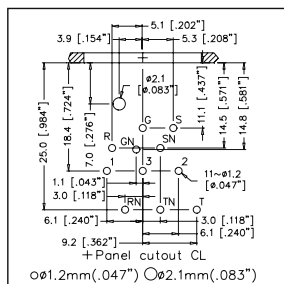 5.1 [.202"]
3.9 [.154"]
5.3 [.208"]
ø2.1
[ø.083"]
25.0 [.984"]
18.4 [.724"]
7.0 [.276"]
11.1 [.437"]
14.5 [.571"]
14.8 [.581"]
G S
R GN SN
1 3 2
11~ø1.2
[ø.047"]
1.1 [.043"]
3.0 [.118"]
RN TN T
6.1 [.240"]
3.0 [.118"]
6.1 [.240"]
9.2 [.362"]
Panel cutout CL
ø1.2mm(.047") ø2.1mm(.083")